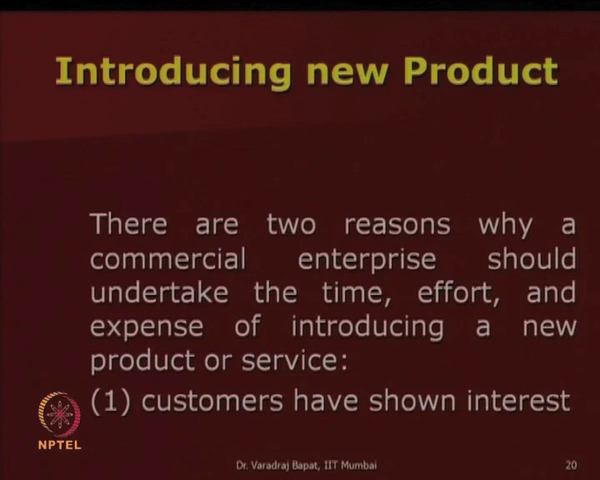 Introducing new Product
There are two reasons why a
commercial enterprise should
undertake the time, effort, and
expense of introducing a new
product or service:
(1) customers have shown interest
NPTEL
Dr. Varadraj Bapat, IIT Mumbai
20